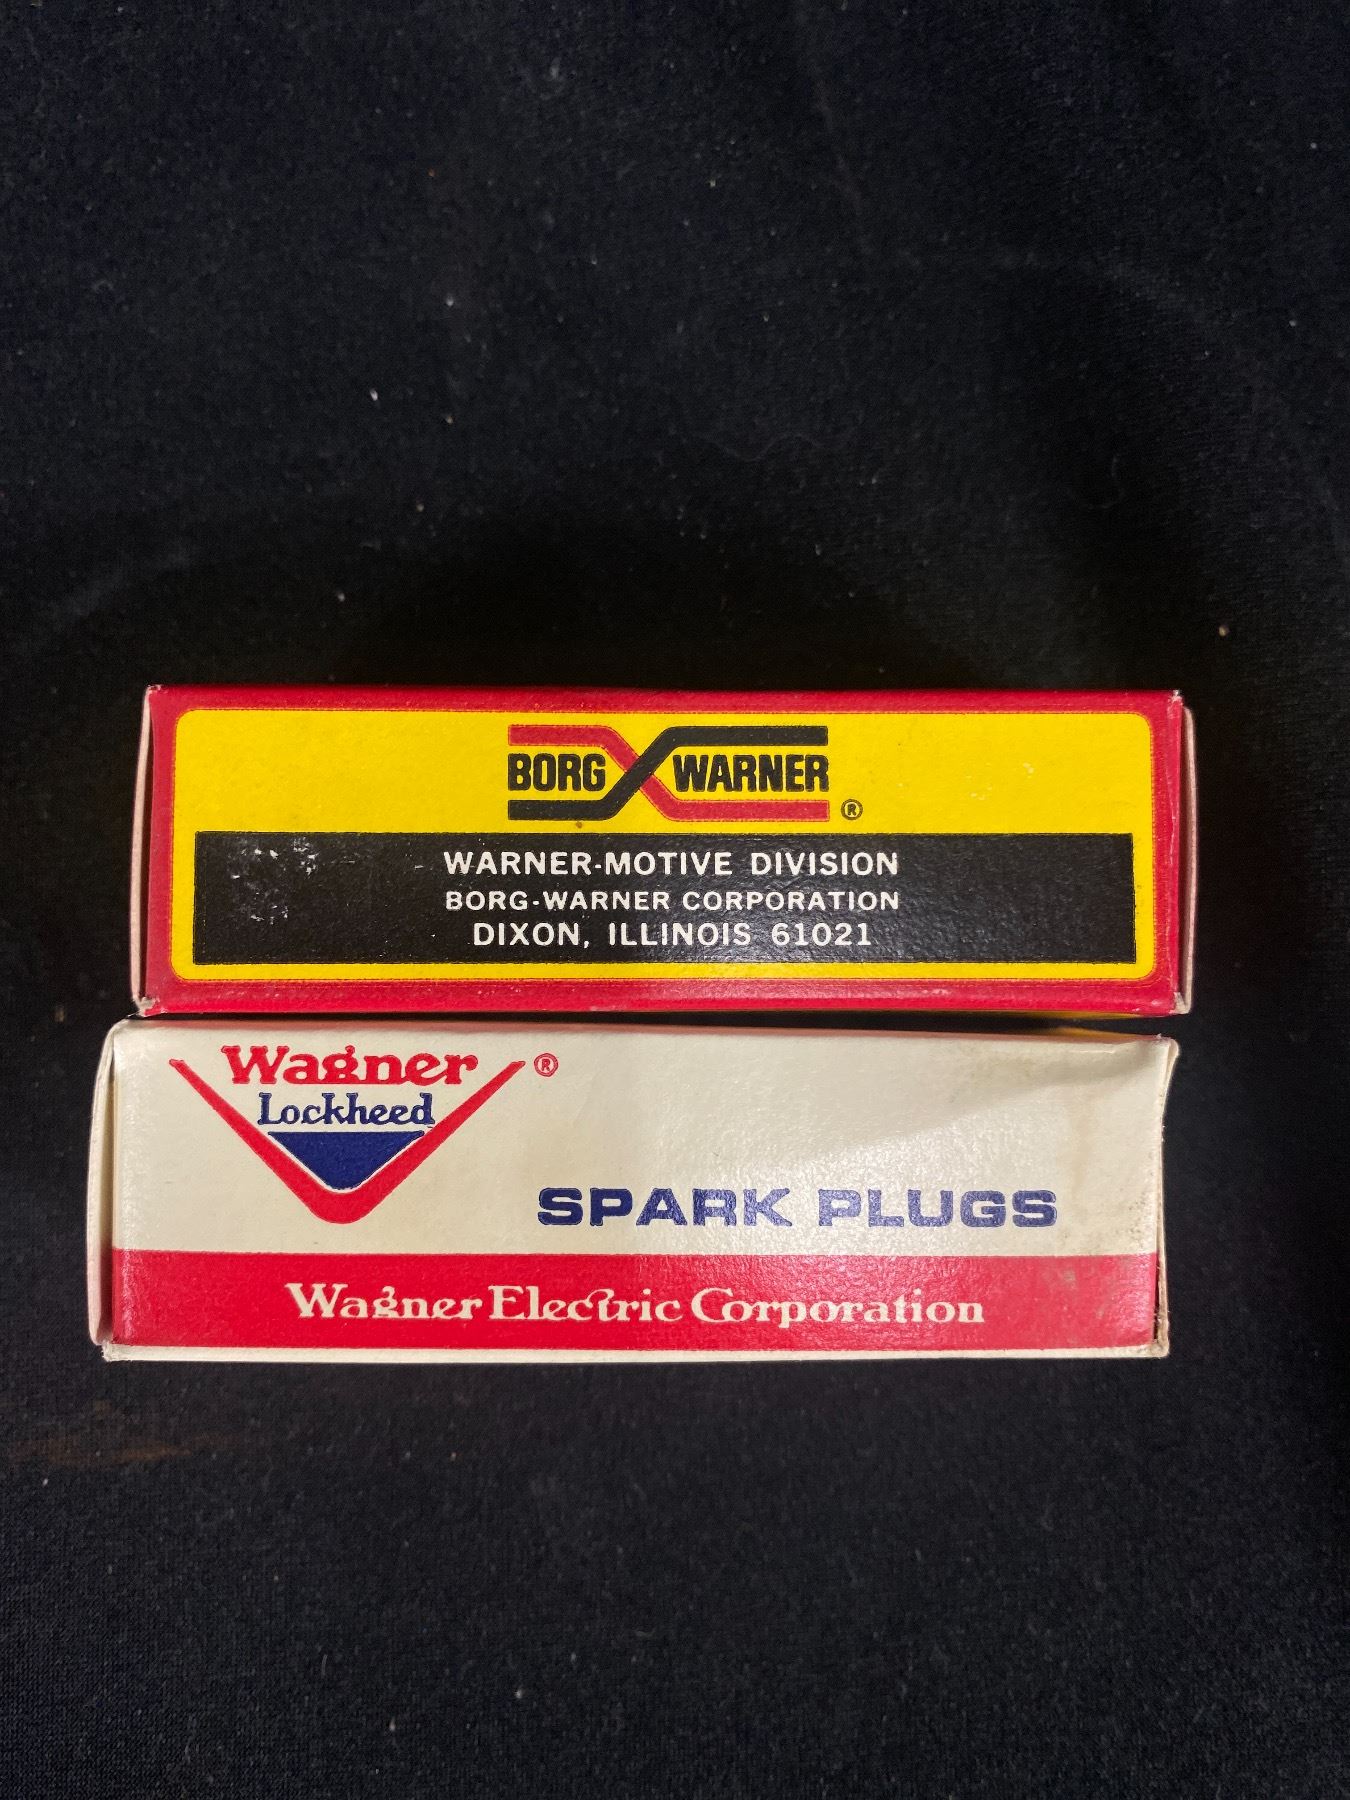 BORG WARNER ®
WARNER-MOTIVE DIVISION
BORG-WARNER CORPORATION
DIXON, ILLINOIS 61021
Wagner ®
Lockheed
SPARK PLUGS
Wagner Electric Corporation